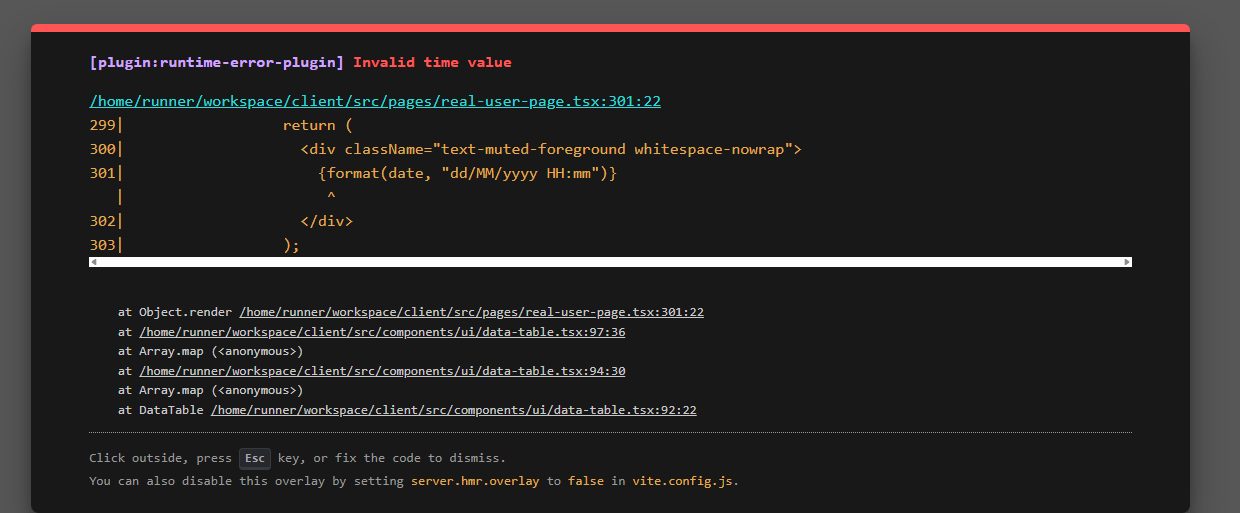 [plugin:runtime-error-plugin] Invalid time value
/home/runner/workspace/client/src/pages/real-user-page.tsx:301:22
299|                  return (
300|                    <div className="text-muted-foreground whitespace-nowrap">
301|                      {format(date, "dd/MM/yyyy HH:mm")}
   |                       ^
302|                    </div>
303|                  );
at Object.render /home/runner/workspace/client/src/pages/real-user-page.tsx:301:22
at /home/runner/workspace/client/src/components/ui/data-table.tsx:97:36
at Array.map (<anonymous>)
at /home/runner/workspace/client/src/components/ui/data-table.tsx:94:30
at Array.map (<anonymous>)
at DataTable /home/runner/workspace/client/src/components/ui/data-table.tsx:92:22
Click outside, press Esc key, or fix the code to dismiss.
You can also disable this overlay by setting server.hmr.overlay to false in vite.config.js.